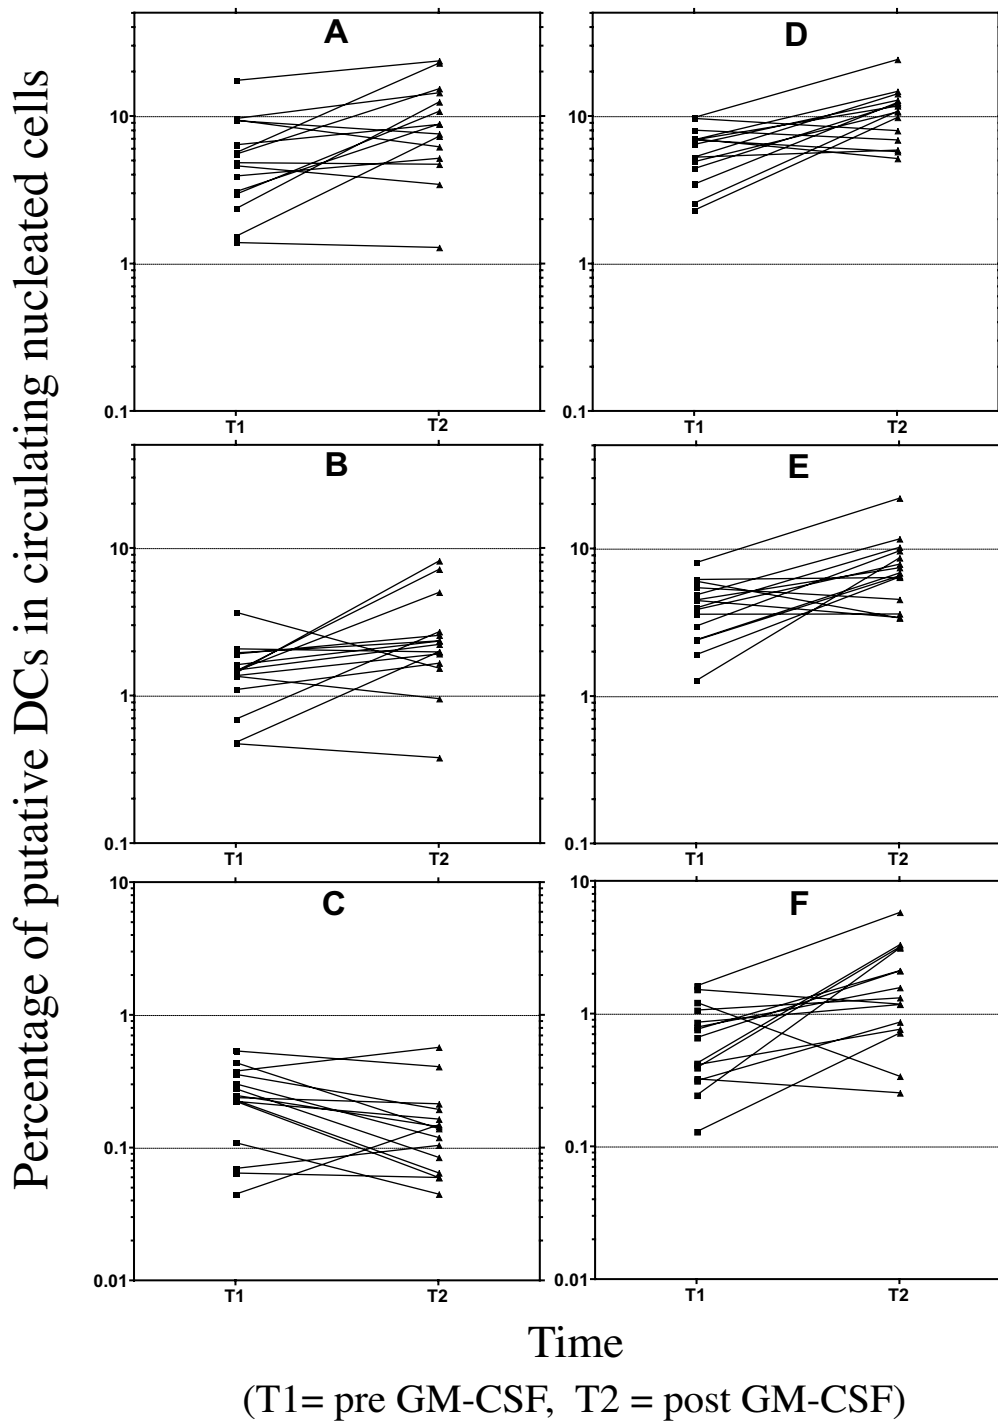 Percentage of putative DCs in circulating nucleated cells
A
10
1
0.1
T1 T2
D
10
1
0.1
T1 T2
B
10
1
0.1
T1 T2
E
10
1
0.1
T1 T2
C
10
1
0.1
0.01
T1 T2
F
10
1
0.1
0.01
T1 T2
Time
(T1= pre GM-CSF, T2 = post GM-CSF)